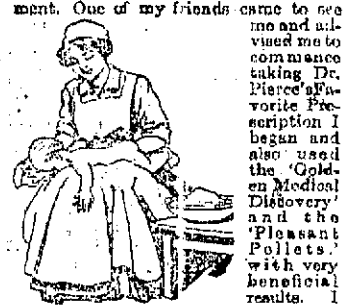 ment. One of my friends came to see
me and ad-
vised me to
commence
taking Dr.
Pierce's Fa-
vorite Pre-
scription I
began and
also used
the 'Gold-
en Medical
Discovery'
and the
'Pleasant
Pellets.'
with very
beneficial
results. I